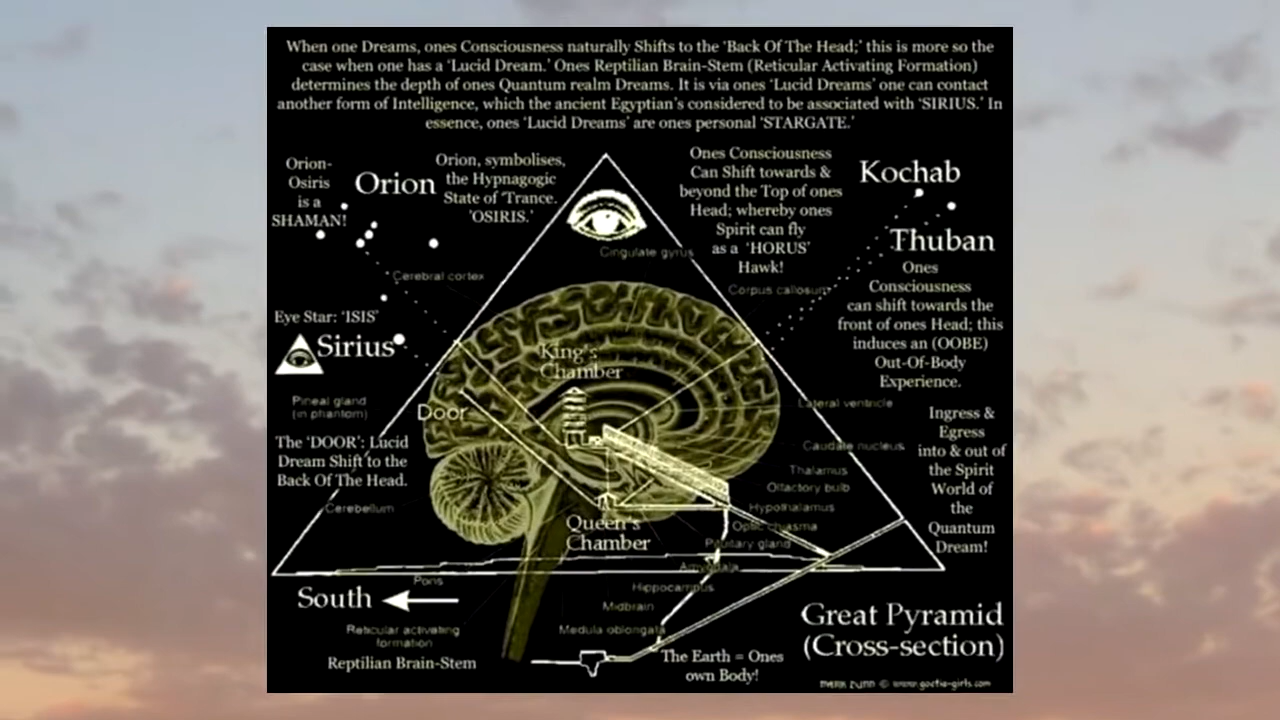 When one Dreams, ones Consciousness naturally Shifts to the 'Back Of The Head;' this is more so the
case when one has a 'Lucid Dream.' Ones Reptilian Brain-Stem (Reticular Activating Formation)
determines the depth of ones Quantum realm Dreams. It is via ones 'Lucid Dreams' one can contact
another form of Intelligence, which the ancient Egyptian's considered to be associated with 'SIRIUS.' In
essence, ones 'Lucid Dreams' are ones personal 'STARGATE.'
Orion-
Osiris
is a
SHAMAN!
Orion
Orion, symbolises,
the Hypnagogic
State of 'Trance.
'OSIRIS.'
Ones Consciousness
Can Shift towards &
beyond the Top of ones
Head; whereby ones
Spirit can fly
as a 'HORUS'
Hawk!
Kochab
Thuban
Ones
Consciousness
can shift towards the
front of ones Head; this
induces an (OOBE)
Out-Of-Body
Experience.
Cingulate gyrus
Cerebral cortex
Corpus callosum
Eye Star: 'ISIS'
Sirius
King's
Chamber
Pineal gland
(in phantom)
Door
Lateral ventricle
The 'DOOR': Lucid
Dream Shift to the
Back Of The Head.
Ingress &
Egress
into & out of
the Spirit
World of
the
Quantum
Dream!
Caudate nucleus
Thalamus
Olfactory bulb
Cerebellum
Hypothalamus
Queen's
Chamber
Optic chiasma
Pituitary gland
Amygdala
Pons
Hippocampus
South
Midbrain
Reticular activating
formation
Medula oblongata
Reptilian Brain-Stem
The Earth = Ones
own Body!
Great Pyramid
(Cross-section)
© www.goetia-girls.com